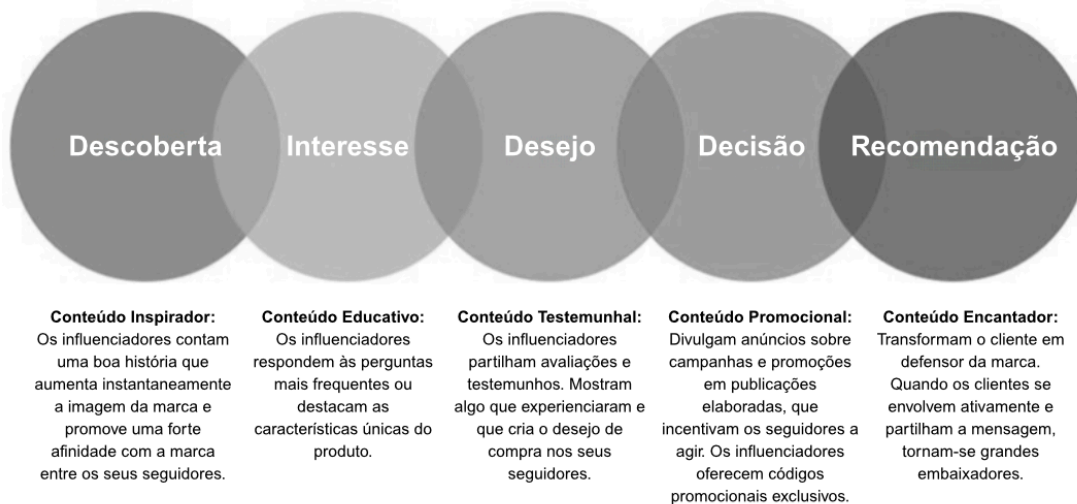 Descoberta
Interesse
Desejo
Decisão
Recomendação
Conteúdo Inspirador:
Os influenciadores contam
uma boa história que
aumenta instantaneamente
a imagem da marca e
promove uma forte
afinidade com a marca
entre os seus seguidores.
Conteúdo Educativo:
Os influenciadores
respondem às perguntas
mais frequentes ou
destacam as
características únicas do
produto.
Conteúdo Testemunhal:
Os influenciadores
partilham avaliações e
testemunhos. Mostram
algo que experienciaram e
que cria o desejo de
compra nos seus
seguidores.
Conteúdo Promocional:
Divulgam anúncios sobre
campanhas e promoções
em publicações
elaboradas, que
incentivam os seguidores a
agir. Os influenciadores
oferecem códigos
promocionais exclusivos.
Conteúdo Encantador:
Transformam o cliente em
defensor da marca.
Quando os clientes se
envolvem ativamente e
partilham a mensagem,
tornam-se grandes
embaixadores.